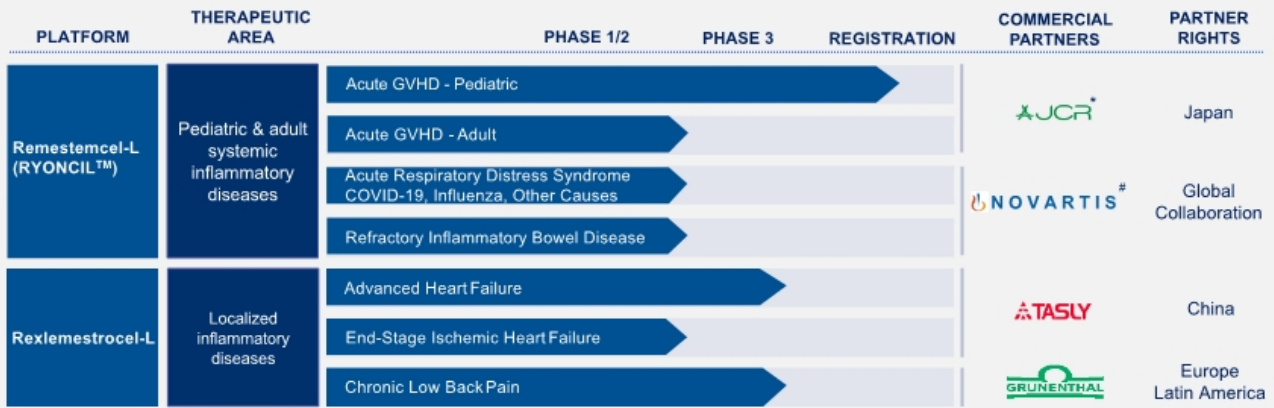 PLATFORM
THERAPEUTIC
AREA
PHASE 1/2
PHASE 3
REGISTRATION
COMMERCIAL
PARTNERS
PARTNER
RIGHTS
Remestemcel-L
(RYONCIL™)
Pediatric & adult
systemic
inflammatory
diseases
Acute GVHD - Pediatric
Acute GVHD - Adult
Acute Respiratory Distress Syndrome
COVID-19, Influenza, Other Causes
Refractory Inflammatory Bowel Disease
JCR*
Japan
NOVARTIS#
Global
Collaboration
Rexlemestrocel-L
Localized
inflammatory
diseases
Advanced Heart Failure
End-Stage Ischemic Heart Failure
Chronic Low Back Pain
TASLY
China
GRUNENTHAL
Europe
Latin America